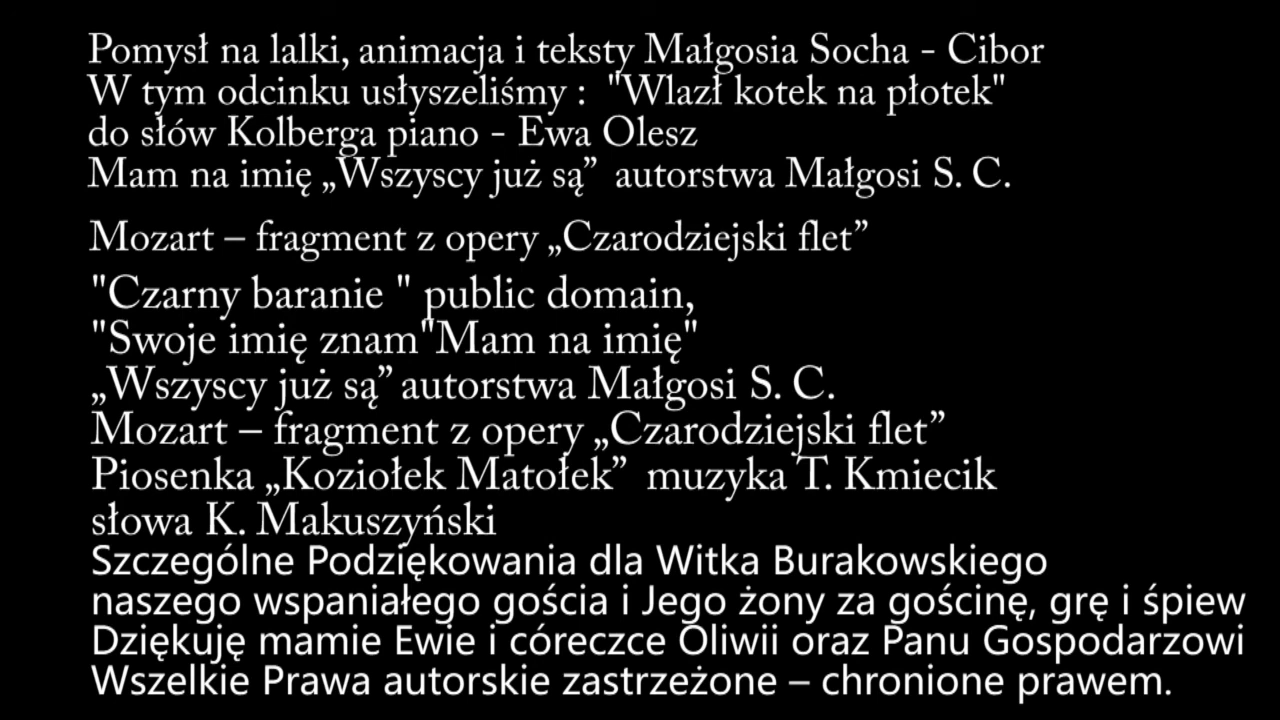 Pomysł na lalki, animacja i teksty Małgosia Socha - Cibor
W tym odcinku usłyszeliśmy : "Wlazł kotek na płotek"
do słów Kolberga piano - Ewa Olesz
Mam na imię „Wszyscy już są” autorstwa Małgosi S. C.
Mozart – fragment z opery „Czarodziejski flet”
"Czarny baranie " public domain,
"Swoje imię znam"Mam na imię"
„Wszyscy już są” autorstwa Małgosi S. C.
Mozart – fragment z opery „Czarodziejski flet”
Piosenka „Koziołek Matołek” muzyka T. Kmiecik
słowa K. Makuszyński
Szczególne Podziękowania dla Witka Burakowskiego
naszego wspaniałego gościa i Jego żony za gościnę, grę i śpiew
Dziękuję mamie Ewie i córeczce Oliwii oraz Panu Gospodarzowi
Wszelkie Prawa autorskie zastrzeżone – chronione prawem.